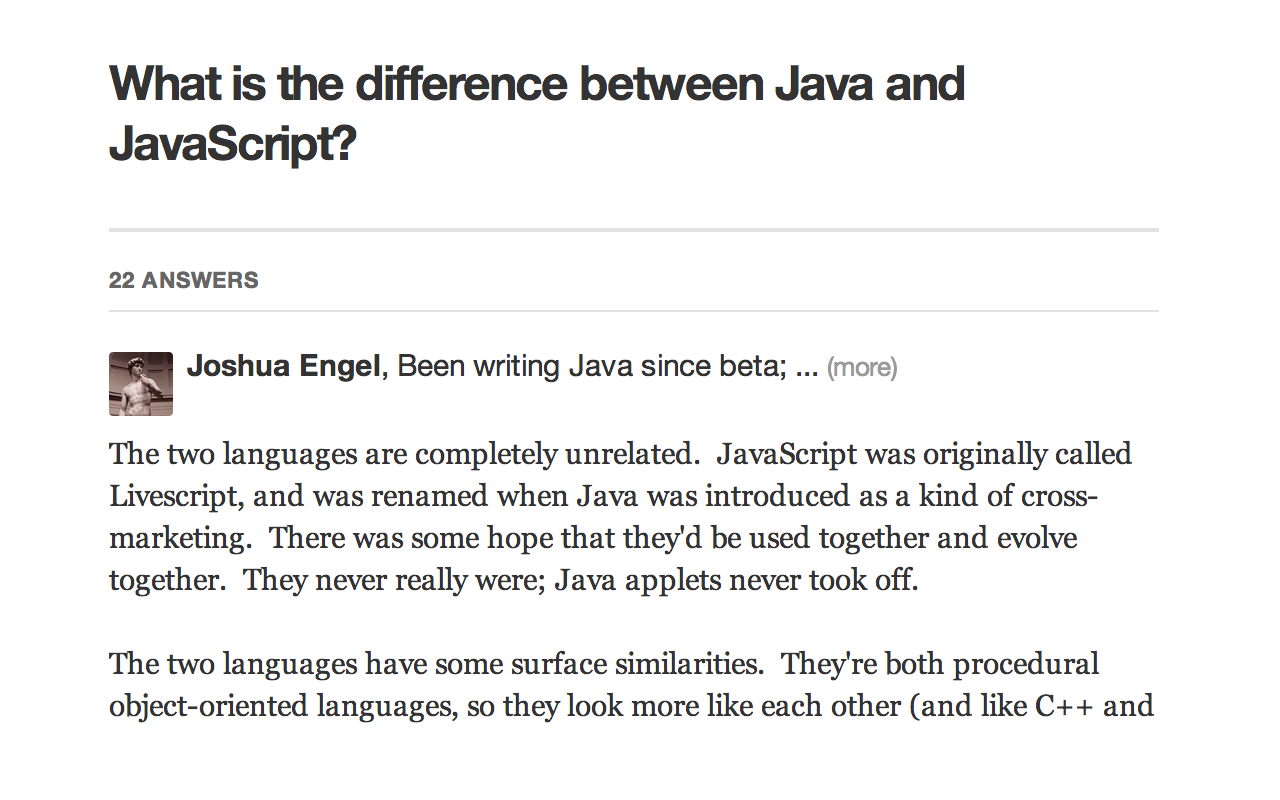 What is the difference between Java and
JavaScript?
22 ANSWERS
Joshua Engel, Been writing Java since beta; ... (more)
The two languages are completely unrelated.  JavaScript was originally called
Livescript, and was renamed when Java was introduced as a kind of cross-
marketing.  There was some hope that they'd be used together and evolve
together.  They never really were; Java applets never took off.
The two languages have some surface similarities.  They're both procedural
object-oriented languages, so they look more like each other (and like C++ and